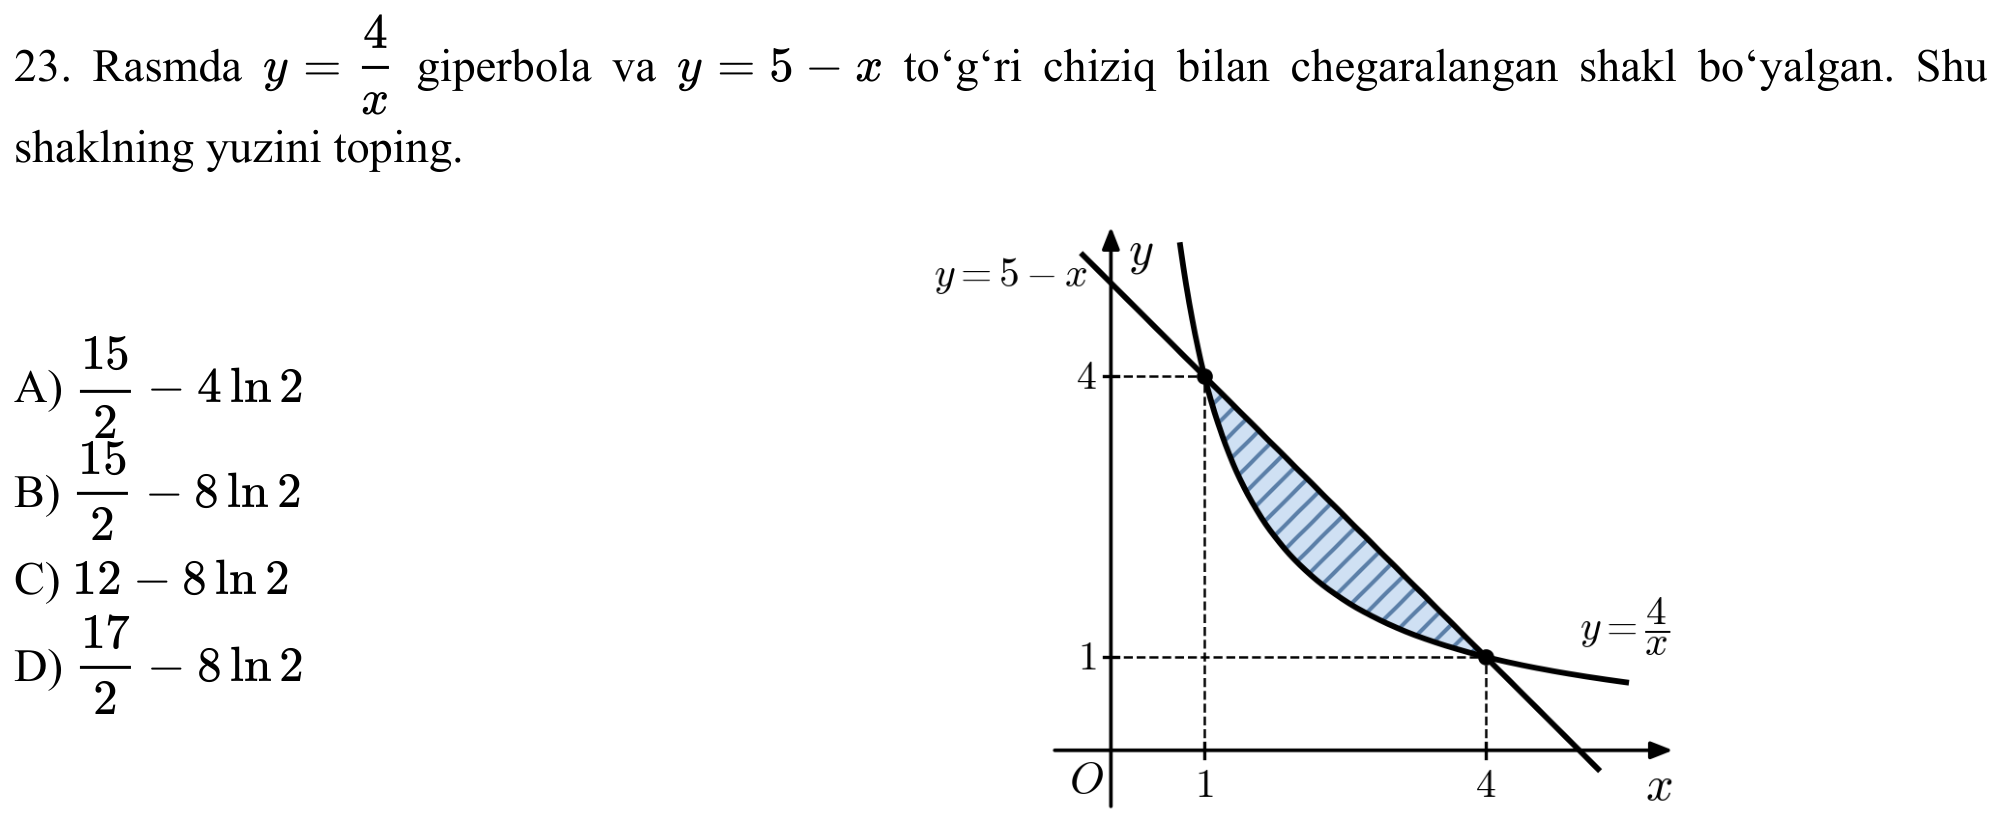 23. Rasmda y = 4/x giperbola va y = 5 − x to‘g‘ri chiziq bilan chegaralangan shakl bo‘yalgan. Shu
shaklning yuzini toping.
A) 15/2 − 4 ln 2
B) 15/2 − 8 ln 2
C) 12 − 8 ln 2
D) 17/2 − 8 ln 2
y = 5 − x
y
4
1
y = 4/x
O
1
4
x